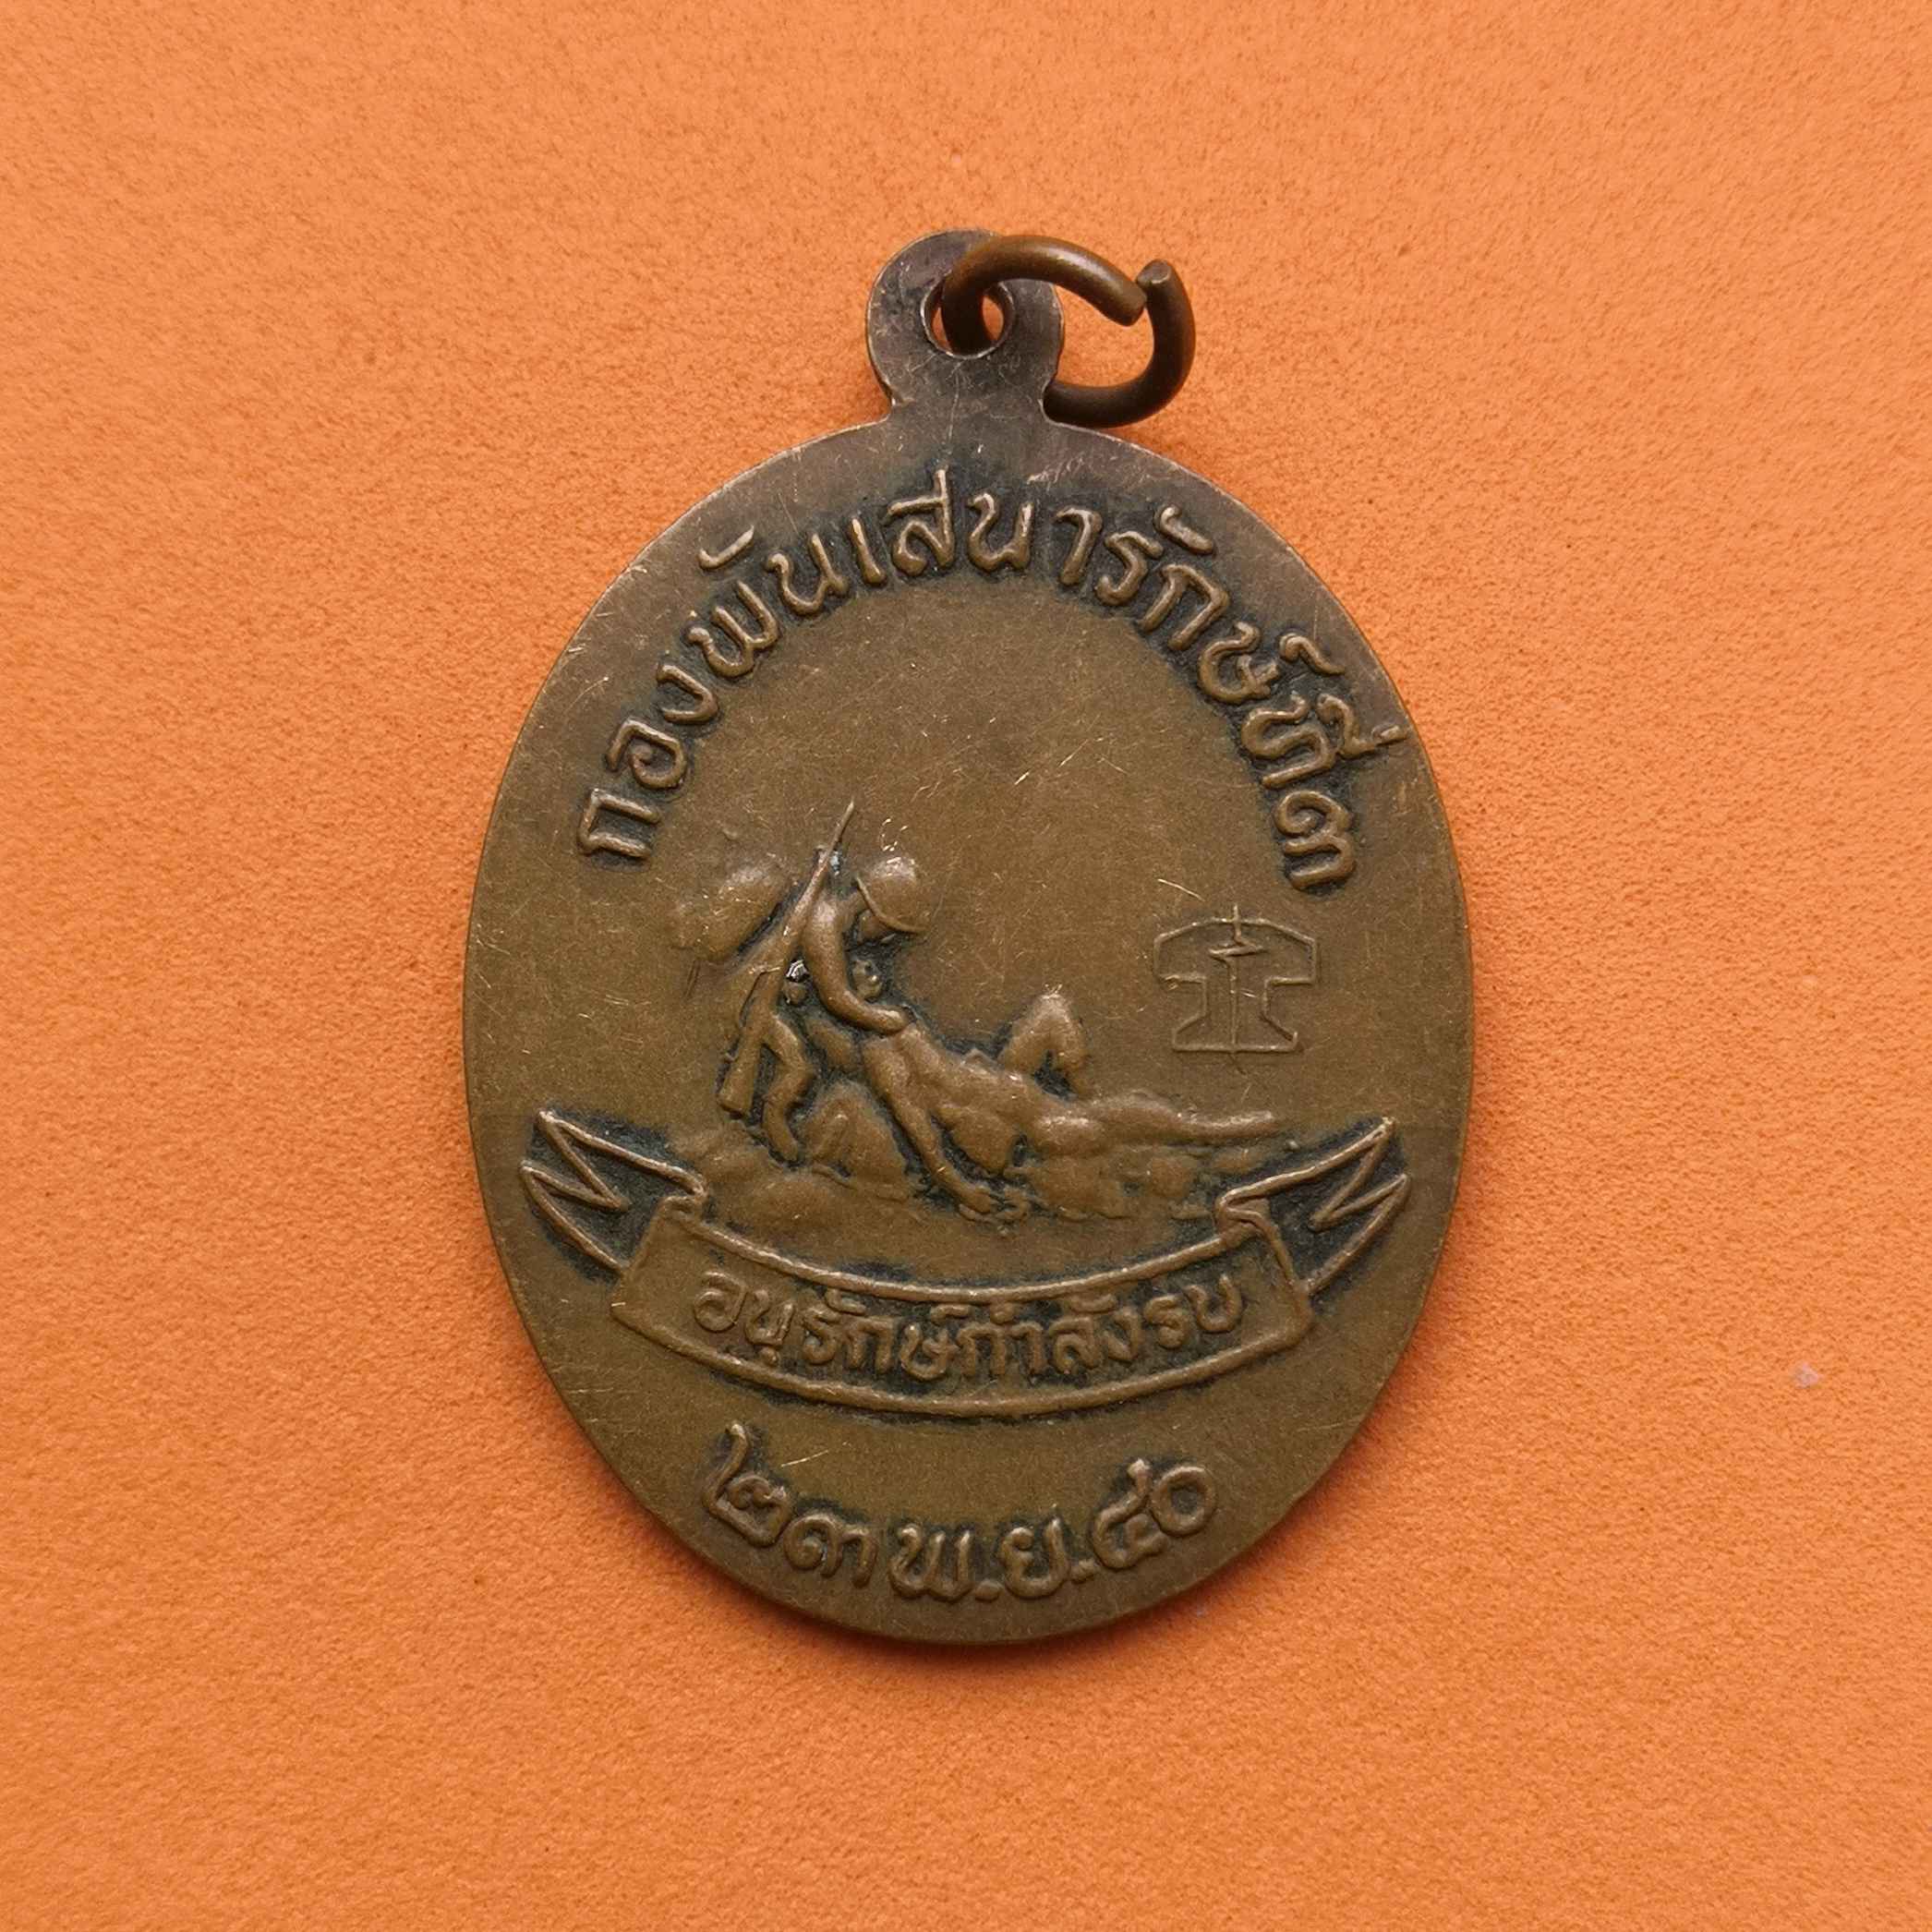 กองพันเสนารักษ์ที่๓
อนุรักษ์กำลังรบ
๒๓ พ.ย.๔๐